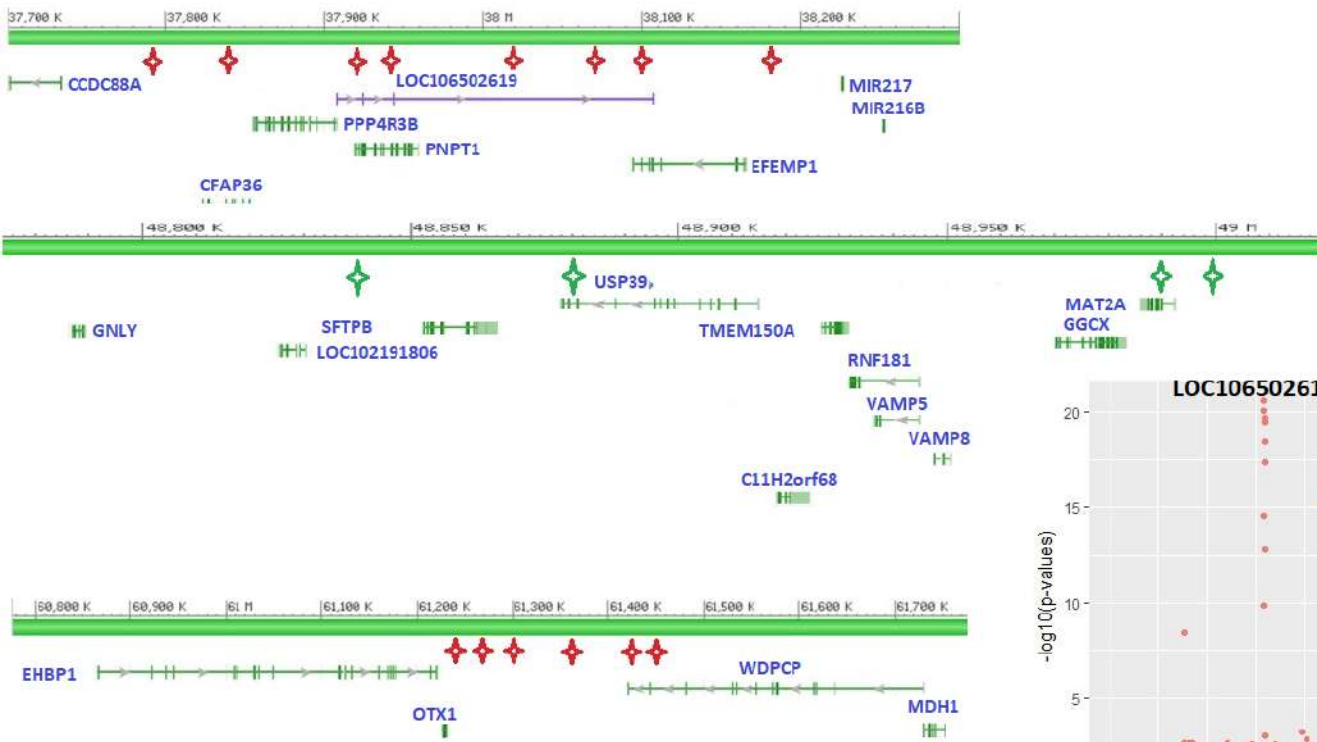 37,700 K 37,800 K 37,900 K 38 M 38,100 K 38,200 K
CCDC88A LOC106502619 MIR217
MIR216B
PPP4R3B
PNPT1
EFEMP1
CFAP36
48,800 K 48,850 K 48,900 K 48,950 K 49 M
USP39
GNLY SFTPB TMEM150A MAT2A
LOC102191806 GGCX
RNF181
VAMP5
VAMP8
C11H2orf68
LOC10650261
20
15
10
5
-log10(p-values)
60,800 K 60,900 K 61 M 61,100 K 61,200 K 61,300 K 61,400 K 61,500 K 61,600 K 61,700 K
EHBP1 WDPCP
OTX1 MDH1